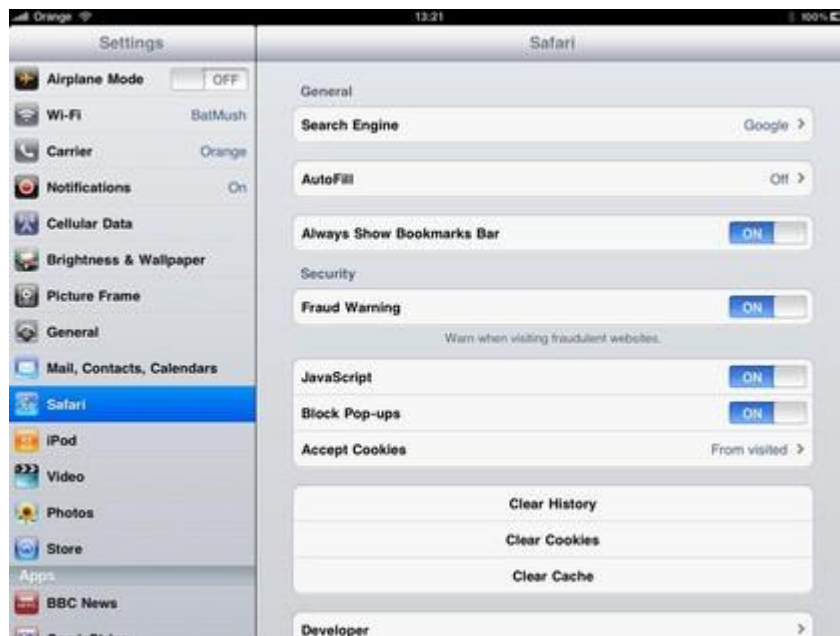 Orange 13:21 100%
Settings
Safari
Airplane Mode OFF
Wi-Fi BatMush
Carrier Orange
Notifications On
Cellular Data
Brightness & Wallpaper
Picture Frame
General
Mail, Contacts, Calendars
Safari
iPod
Video
Photos
Store
Apps
BBC News
General
Search Engine Google
AutoFill Off
Always Show Bookmarks Bar ON
Security
Fraud Warning ON
Warn when visiting fraudulent websites.
JavaScript ON
Block Pop-ups ON
Accept Cookies From visited
Clear History
Clear Cookies
Clear Cache
Developer